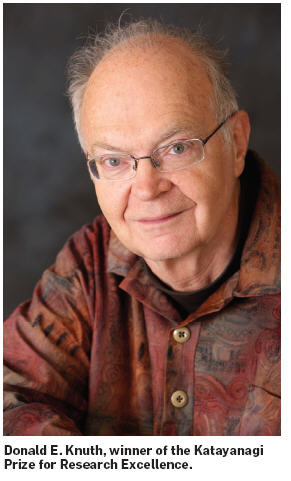 Donald E. Knuth, winner of the Katayanagi
Prize for Research Excellence.